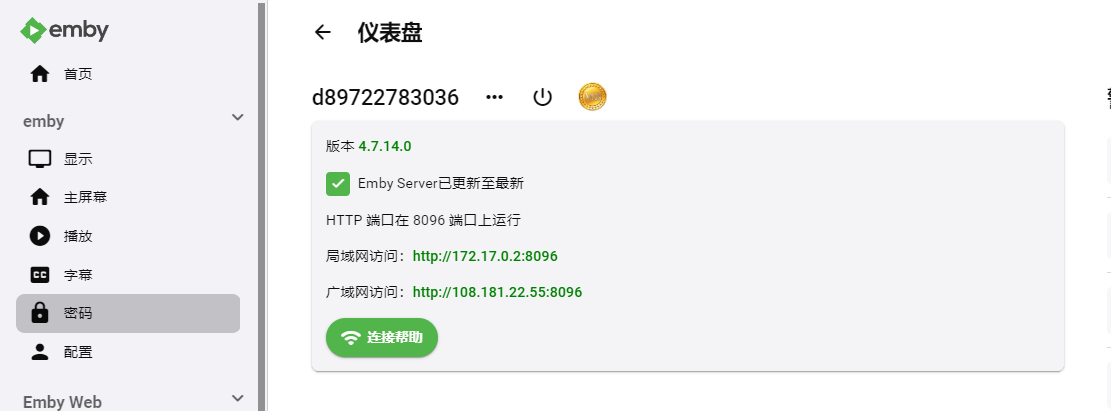 emby
首页
emby
显示
主屏幕
播放
CC
字幕
密码
配置
Emby Web
仪表盘
d89722783036
版本 4.7.14.0
Emby Server已更新至最新
HTTP 端口在 8096 端口上运行
局域网访问：http://172.17.0.2:8096
广域网访问：http://108.181.22.55:8096
连接帮助